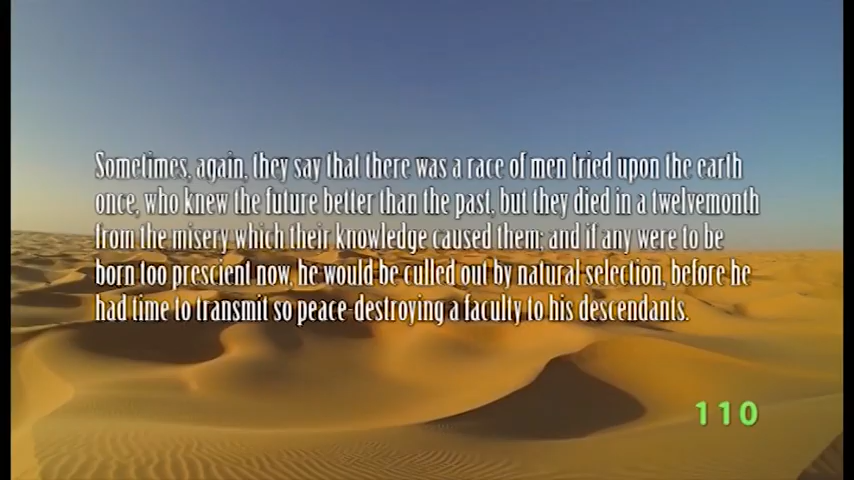 Sometimes, again, they say that there was a race of men tried upon the earth
once, who knew the future better than the past, but they died in a twelvemonth
from the misery which their knowledge caused them; and if any were to be
born too prescient now, he would be culled out by natural selection, before he
had time to transmit so peace-destroying a faculty to his descendants.
110